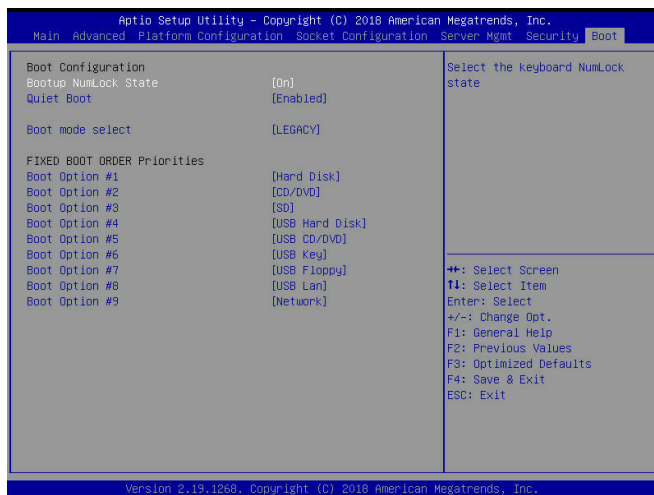 Aptio Setup Utility – Copyright (C) 2018 American Megatrends, Inc.
Main Advanced Platform Configuration Socket Configuration Server Mgmt Security Boot
Boot Configuration
Bootup NumLock State [On]
Quiet Boot [Enabled]
Boot mode select [LEGACY]
FIXED BOOT ORDER Priorities
Boot Option #1 [Hard Disk]
Boot Option #2 [CD/DVD]
Boot Option #3 [SD]
Boot Option #4 [USB Hard Disk]
Boot Option #5 [USB CD/DVD]
Boot Option #6 [USB Key]
Boot Option #7 [USB Floppy]
Boot Option #8 [USB Lan]
Boot Option #9 [Network]
Select the keyboard NumLock
state
→←: Select Screen
↑↓: Select Item
Enter: Select
+/-: Change Opt.
F1: General Help
F2: Previous Values
F3: Optimized Defaults
F4: Save & Exit
ESC: Exit
Version 2.19.1268. Copyright (C) 2018 American Megatrends, Inc.